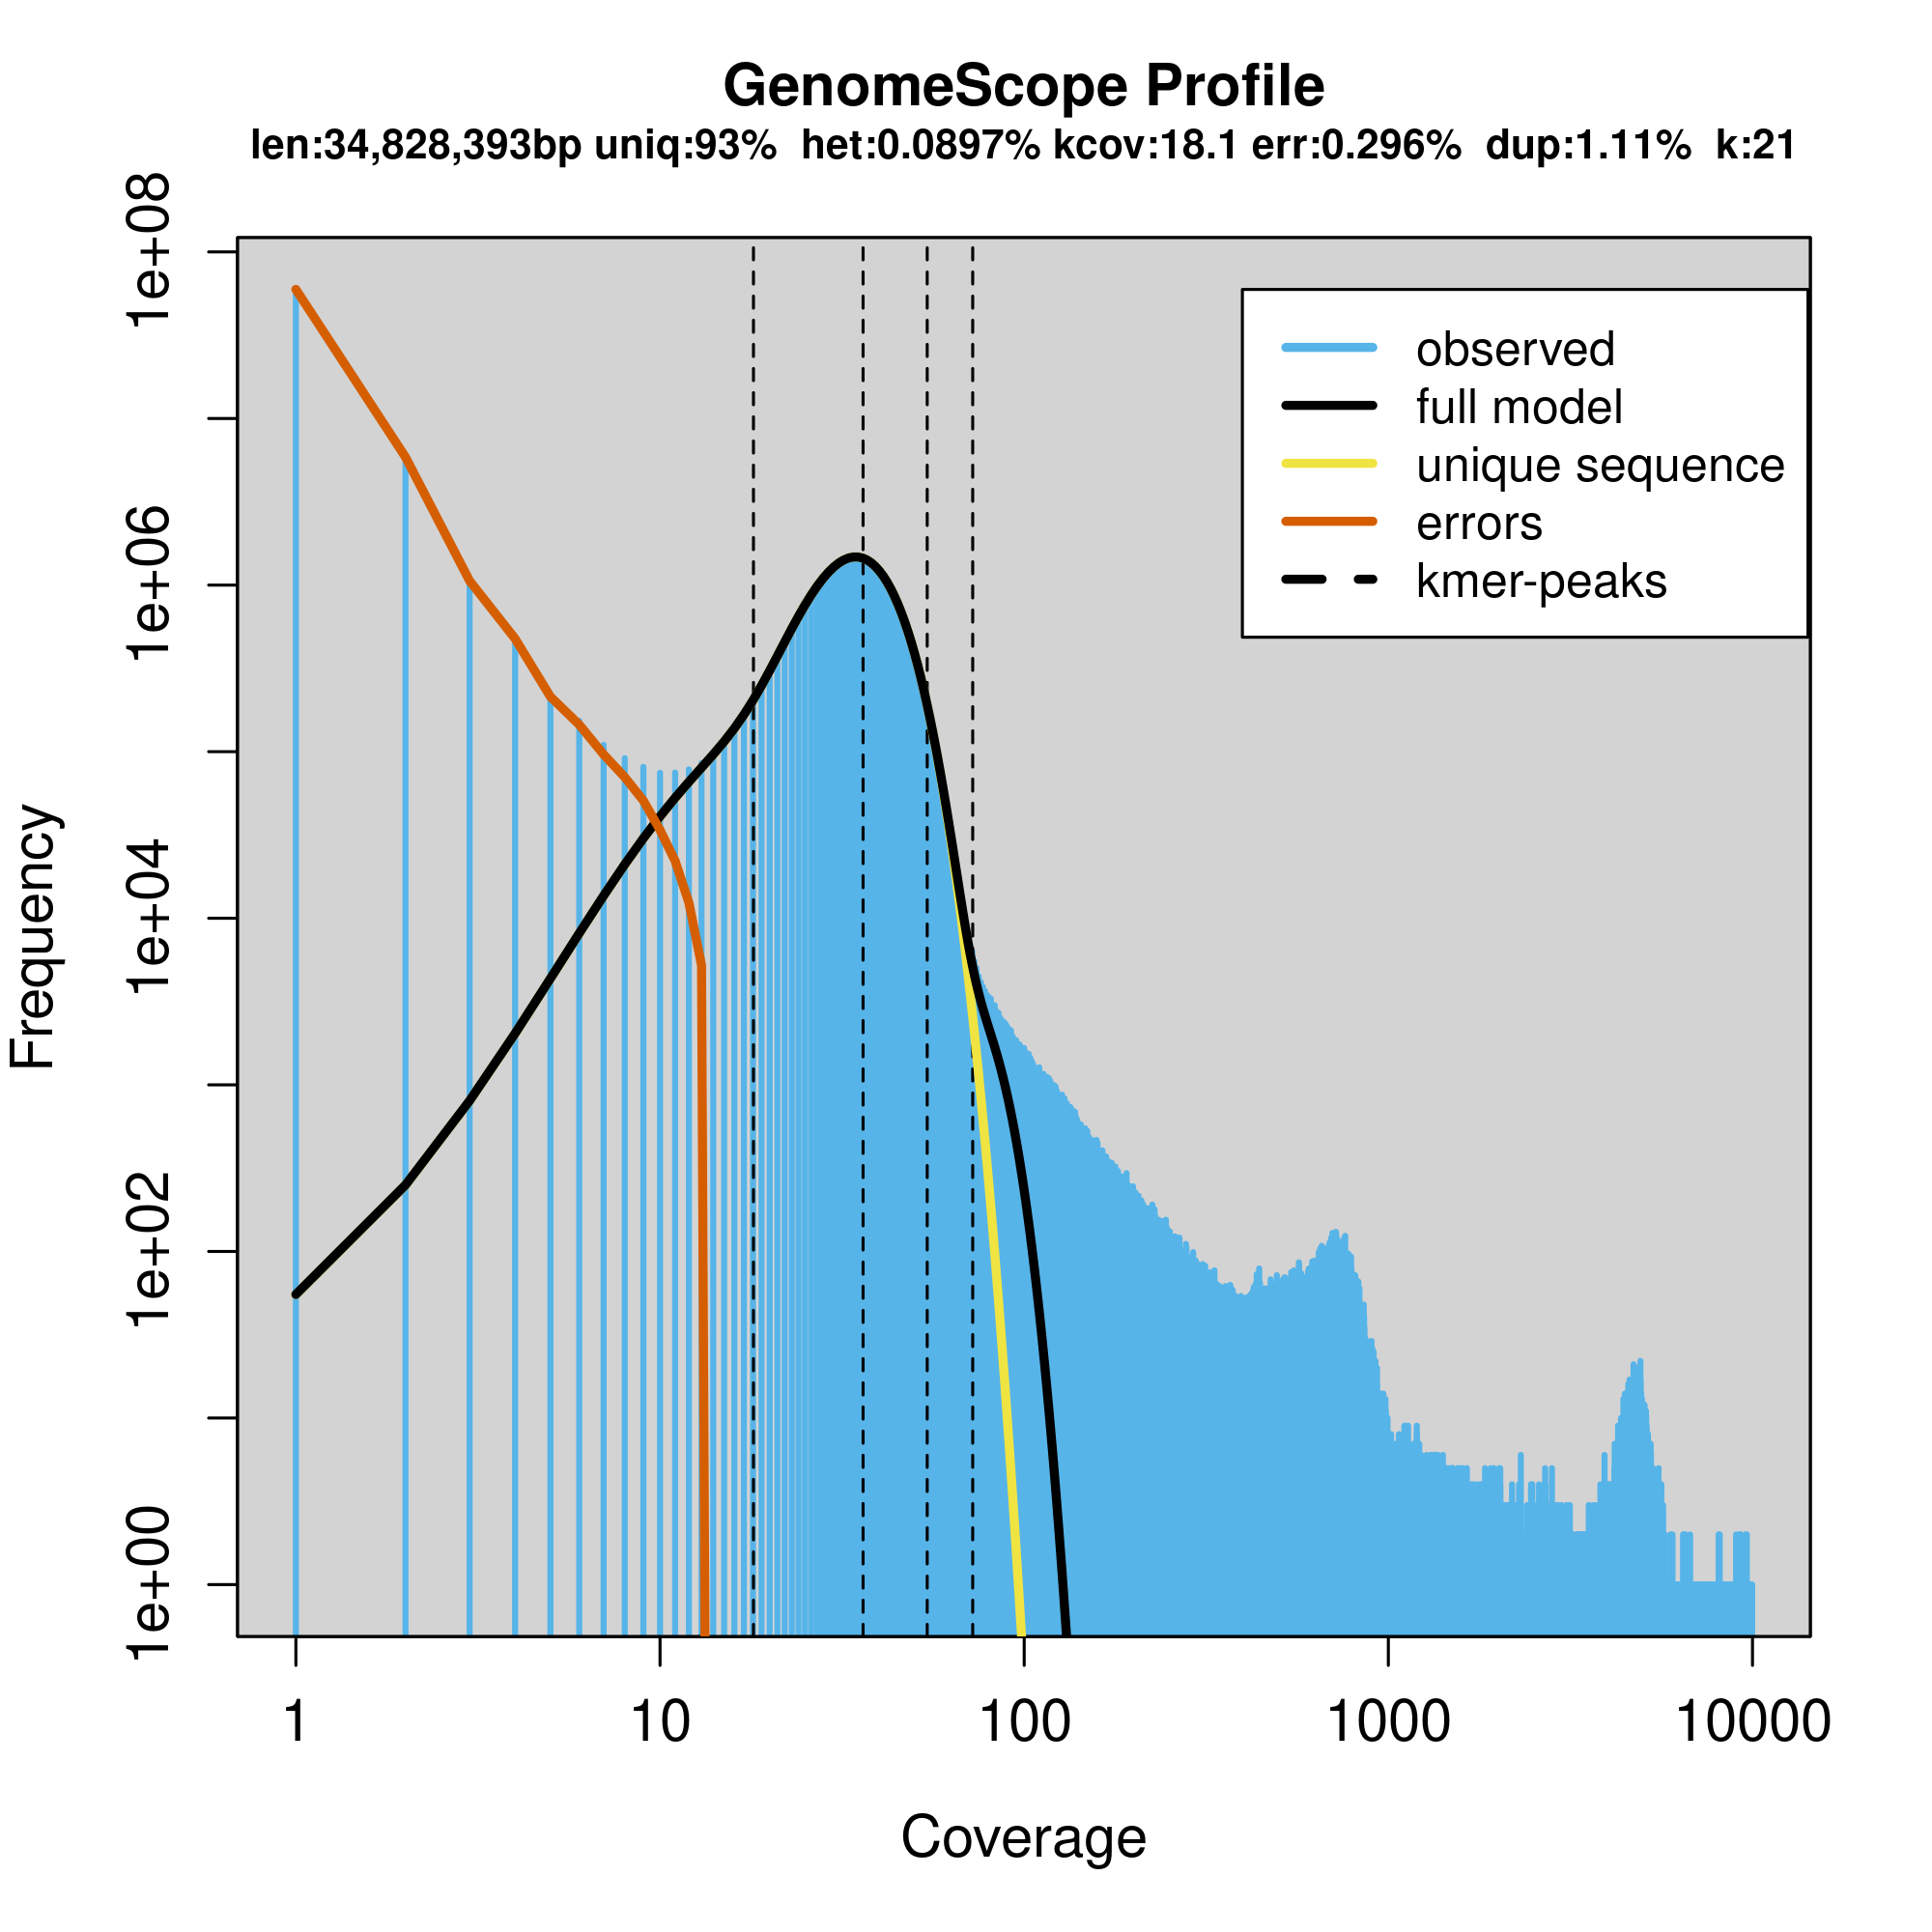 GenomeScope Profile
len:34,828,393bp uniq:93% het:0.0897% kcov:18.1 err:0.296% dup:1.11% k:21
1e+08
1e+06
1e+04
1e+02
1e+00
Frequency
observed
full model
unique sequence
errors
kmer-peaks
1 10 100 1000 10000
Coverage